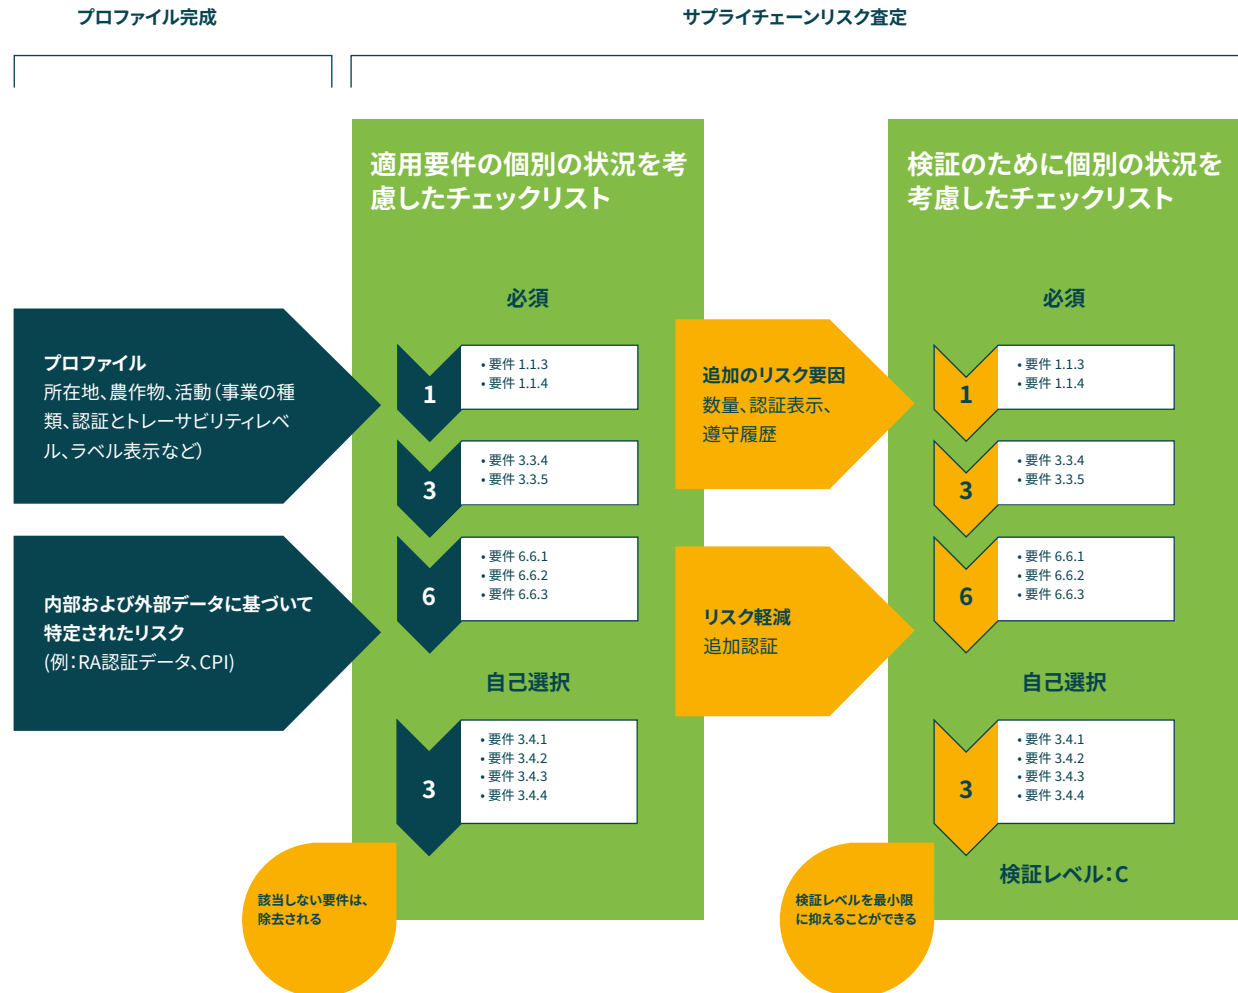 プロファイル完成
サプライチェーンリスク査定
プロファイル
所在地、農作物、活動（事業の種
類、認証とトレーサビリティレベ
ル、ラベル表示など）
内部および外部データに基づいて
特定されたリスク
(例：RA認証データ、CPI)
適用要件の個別の状況を考
慮したチェックリスト
必須
1
• 要件 1.1.3
• 要件 1.1.4
3
• 要件 3.3.4
• 要件 3.3.5
6
• 要件 6.6.1
• 要件 6.6.2
• 要件 6.6.3
自己選択
3
• 要件 3.4.1
• 要件 3.4.2
• 要件 3.4.3
• 要件 3.4.4
該当しない要件は、
除去される
追加のリスク要因
数量、認証表示、
遵守履歴
リスク軽減
追加認証
検証のために個別の状況を
考慮したチェックリスト
必須
1
• 要件 1.1.3
• 要件 1.1.4
3
• 要件 3.3.4
• 要件 3.3.5
6
• 要件 6.6.1
• 要件 6.6.2
• 要件 6.6.3
自己選択
3
• 要件 3.4.1
• 要件 3.4.2
• 要件 3.4.3
• 要件 3.4.4
検証レベル：C
検証レベルを最小限
に抑えることができる